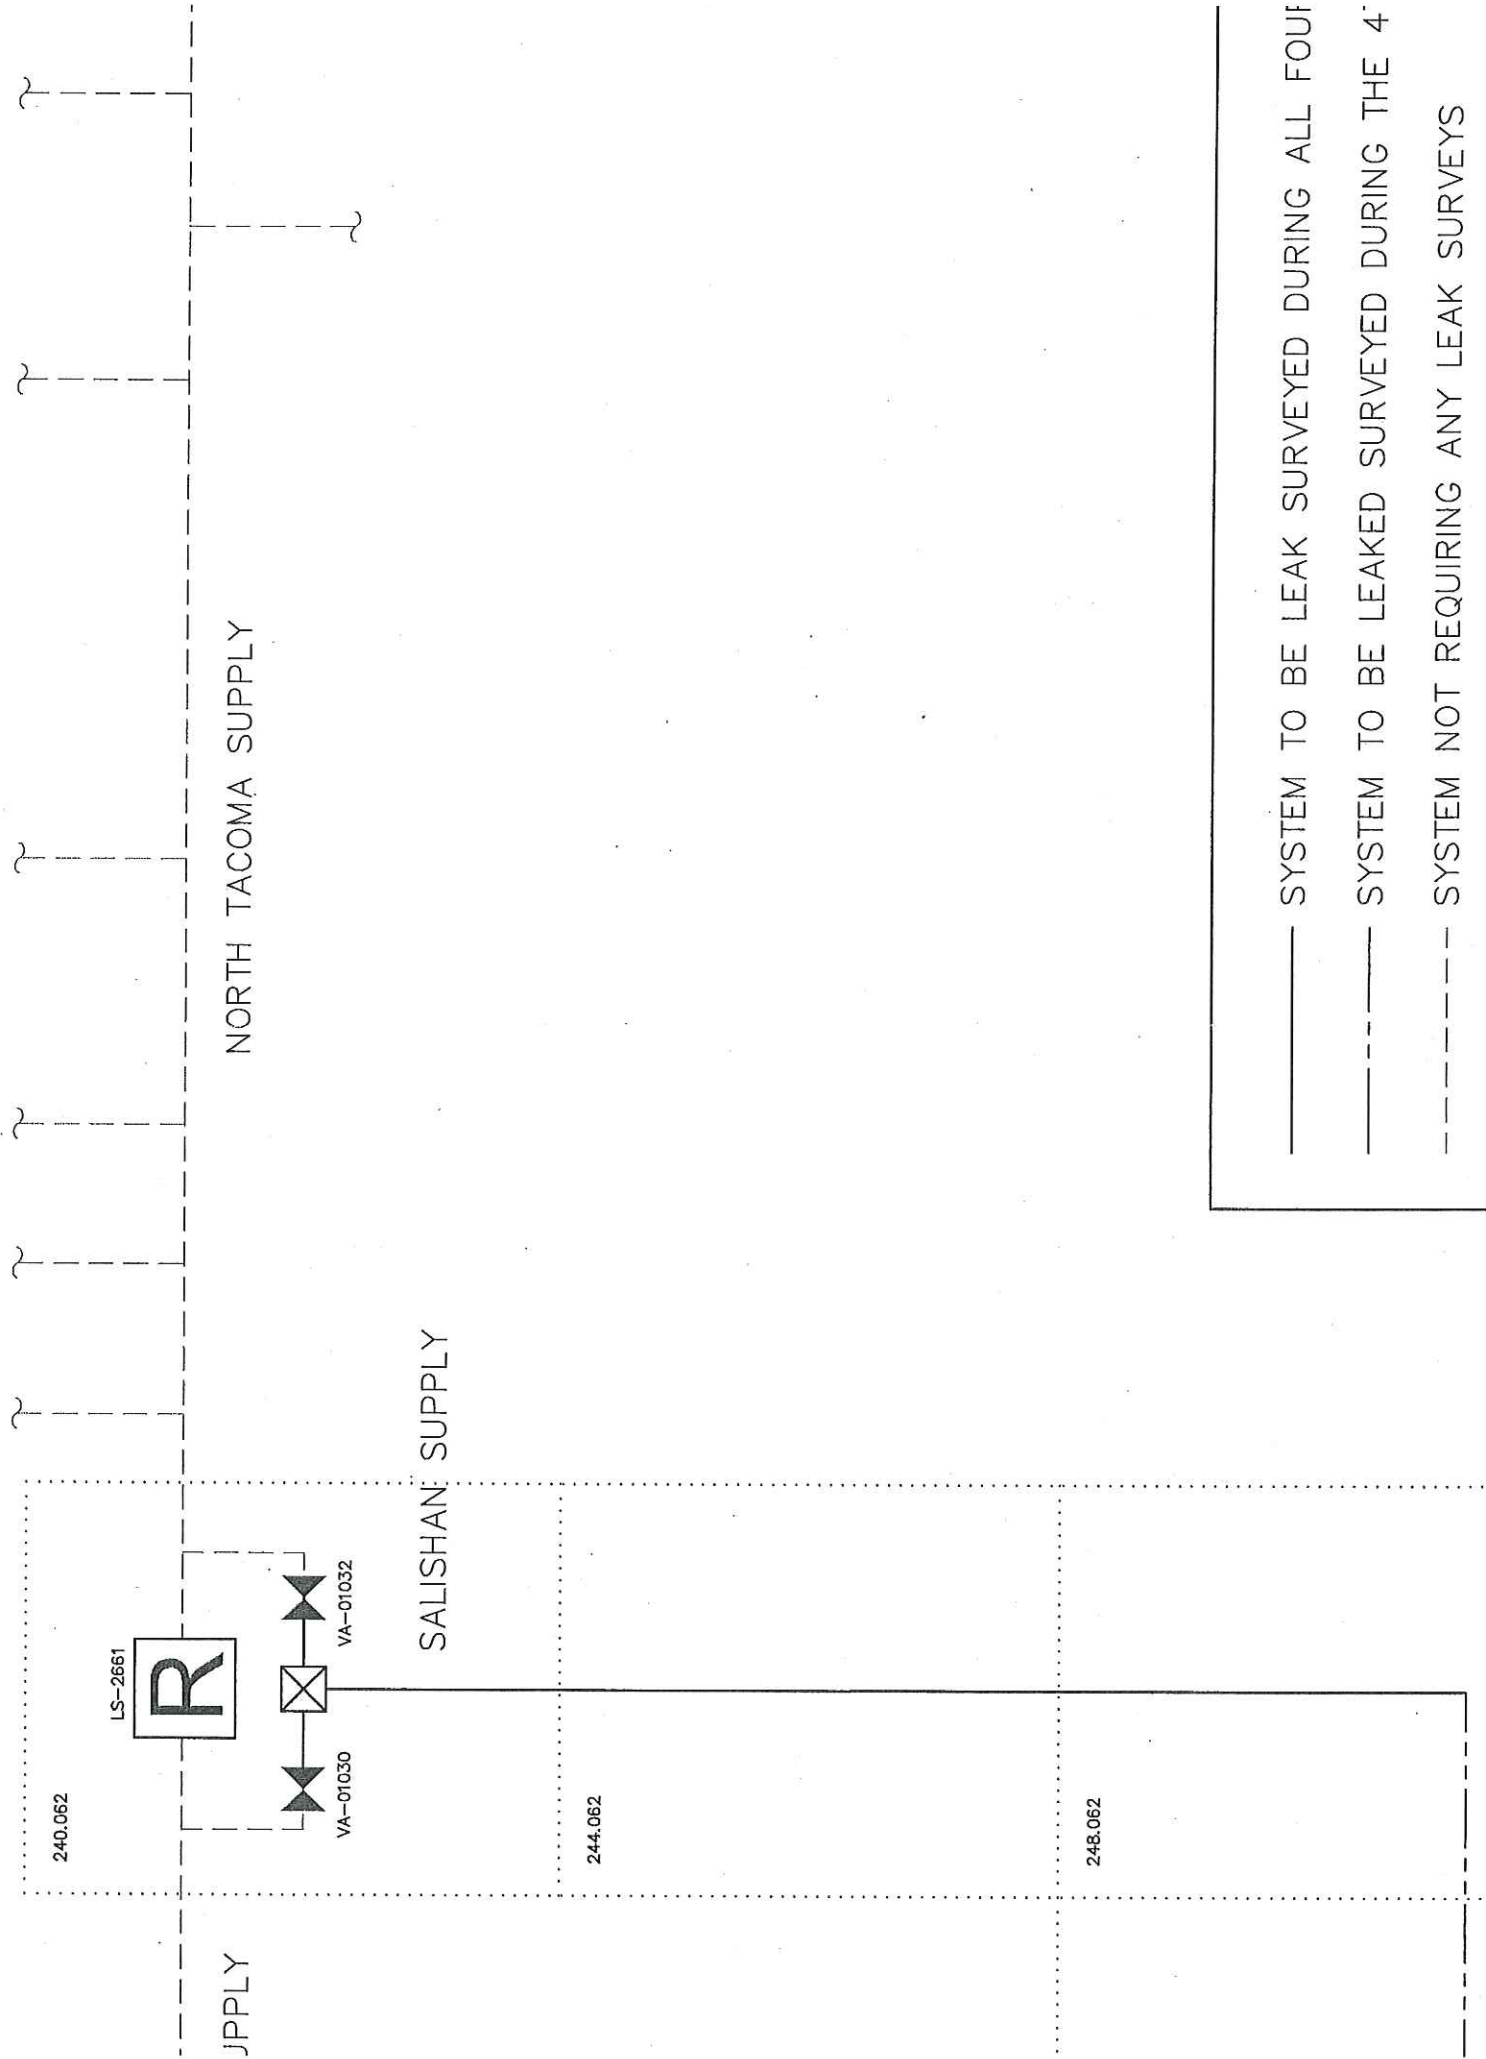 240.062
LS-2661
R
VA-01030
VA-01032
JPPLY
NORTH TACOMA SUPPLY
SALISHAN SUPPLY
244.062
248.062
SYSTEM TO BE LEAK SURVEYED DURING ALL FOUR
SYSTEM TO BE LEAKED SURVEYED DURING THE 4
SYSTEM NOT REQUIRING ANY LEAK SURVEYS